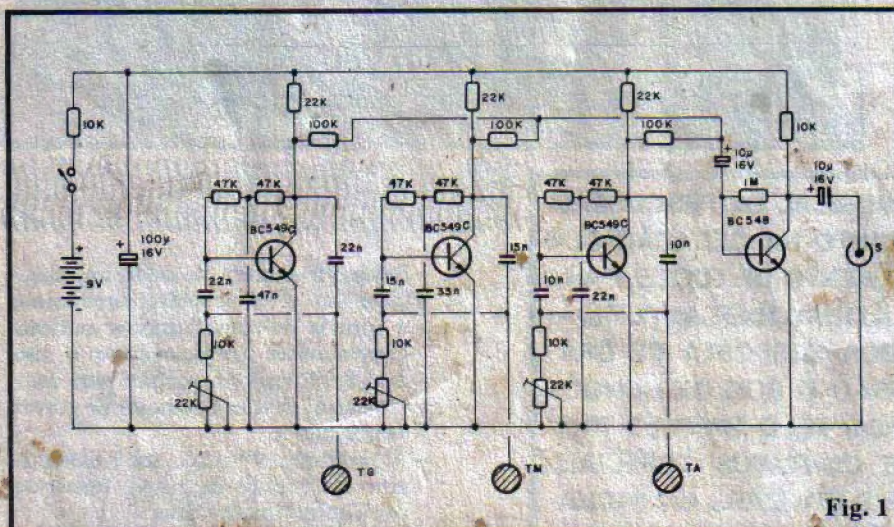 22K
22K
22K
10K
100K
100K
100K
10K
10µ
16V
10µ
16V
47K
47K
47K
47K
47K
47K
1M
BC549C
BC549C
BC549C
BC548
S
100µ
16V
9V
22n
15n
10n
22n
47n
15n
33n
10n
22n
10K
10K
10K
22K
22K
22K
TG
TM
TA
Fig. 1